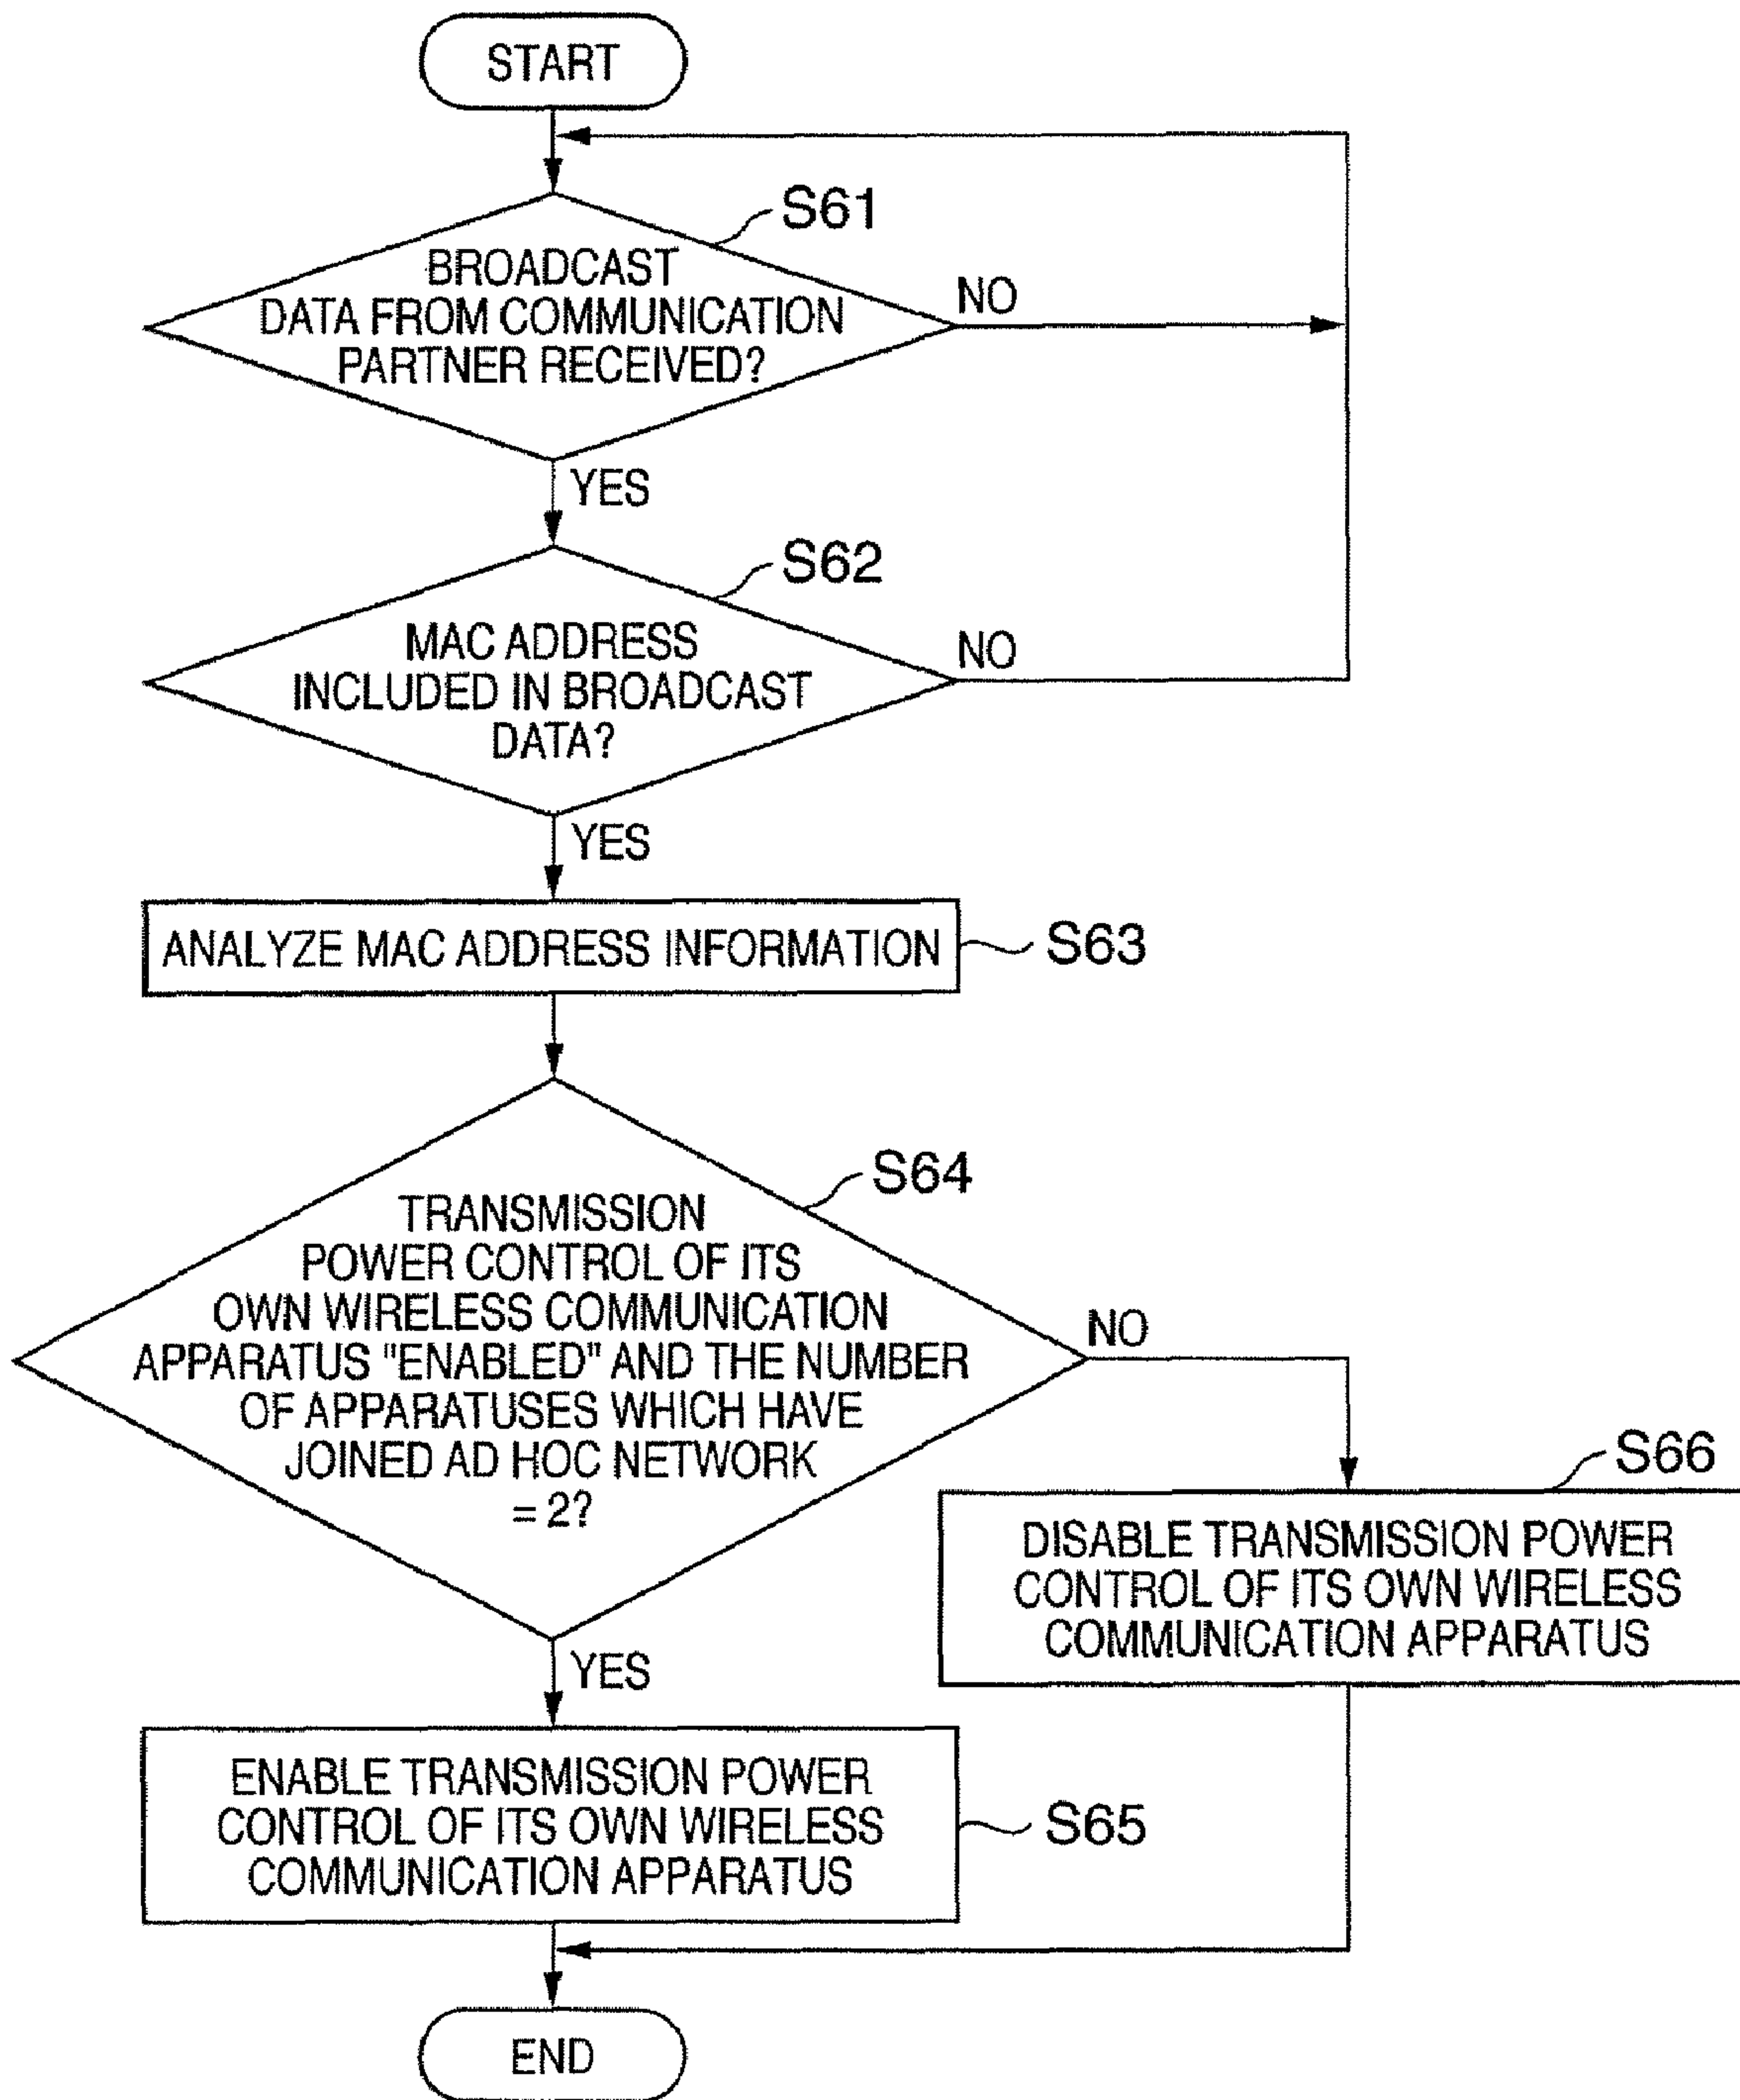 START
S61
BROADCAST
DATA FROM COMMUNICATION
PARTNER RECEIVED?
NO
YES
S62
MAC ADDRESS
INCLUDED IN BROADCAST
DATA?
NO
YES
ANALYZE MAC ADDRESS INFORMATION
S63
S64
TRANSMISSION
POWER CONTROL OF ITS
OWN WIRELESS COMMUNICATION
APPARATUS "ENABLED" AND THE NUMBER
OF APPARATUSES WHICH HAVE
JOINED AD HOC NETWORK
= 2?
NO
YES
S66
DISABLE TRANSMISSION POWER
CONTROL OF ITS OWN WIRELESS
COMMUNICATION APPARATUS
ENABLE TRANSMISSION POWER
CONTROL OF ITS OWN WIRELESS
COMMUNICATION APPARATUS
S65
END